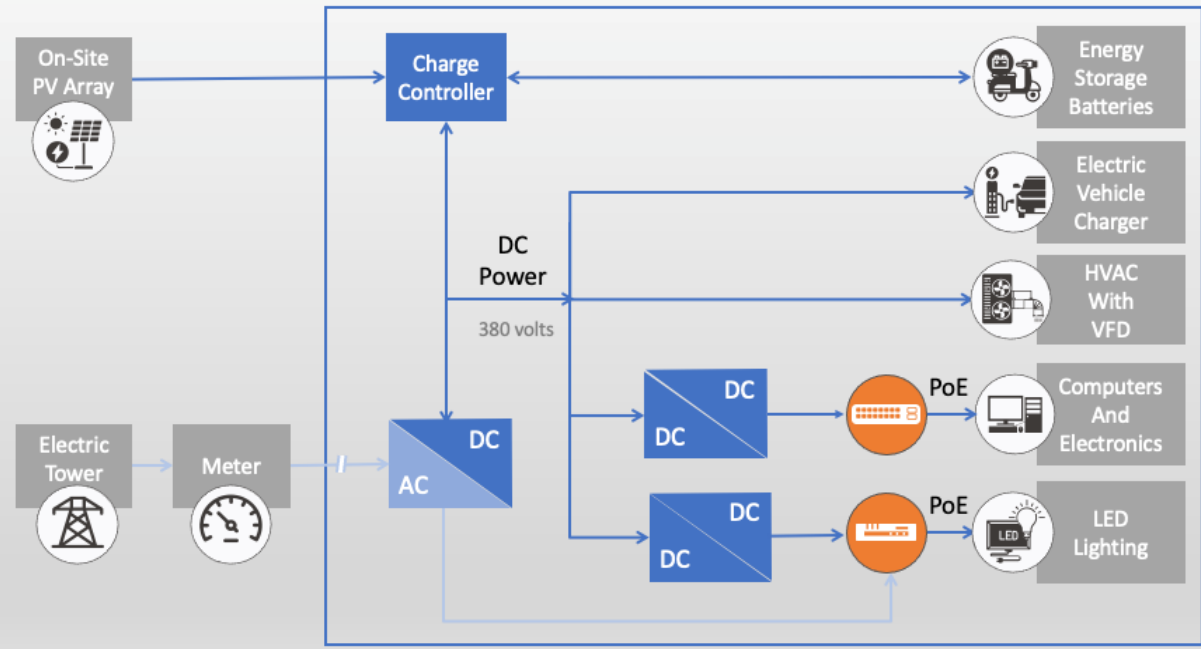 On-Site
PV Array
Charge
Controller
Energy
Storage
Batteries
Electric
Vehicle
Charger
DC
Power
380 volts
HVAC
With
VFD
DC
DC
PoE
Computers
And
Electronics
Electric
Tower
Meter
DC
AC
DC
DC
PoE
LED
LED
Lighting